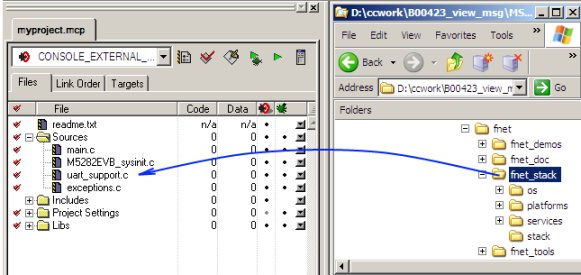 myproject.mcp
CONSOLE_EXTERNAL_...
Files Link Order Targets
File Code Data
readme.txt n/a n/a
Sources 0 0
main.c 0 0
M5282EVB_sysinit.c 0 0
uart_support.c 0 0
exceptions.c 0 0
Includes 0 0
Project Settings 0 0
Libs 0 0
D:\ccwork\B00423_view_msg\MS...
File Edit View Favorites Tools »
Back »
Address D:\ccwork\B00423_view_m Go
Folders
fnet
fnet_demos
fnet_doc
fnet_stack
os
platforms
services
stack
fnet_tools